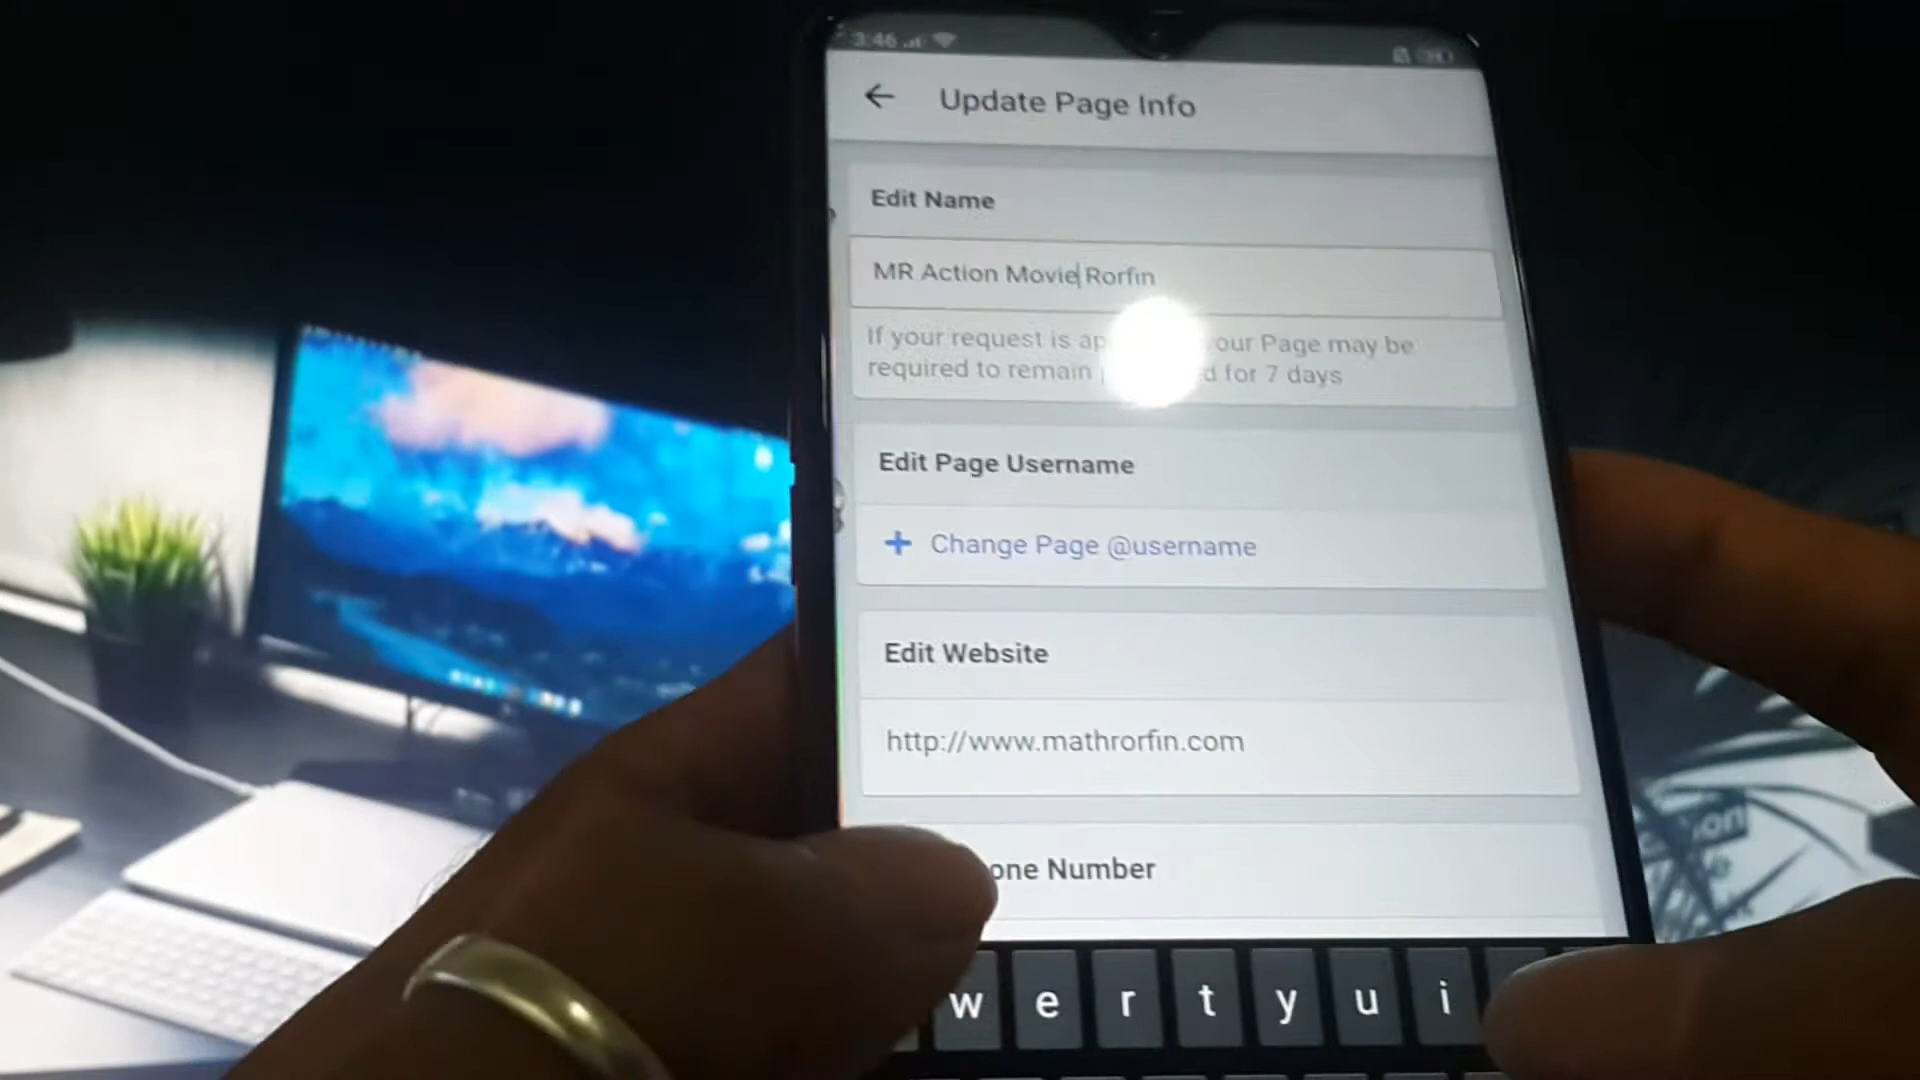 3:46
Update Page Info
Edit Name
MR Action Movie Rorfin
If your request is our Page may be
required to remain for 7 days
Edit Page Username
+ Change Page @username
Edit Website
http://www.mathrorfin.com
one Number
w e r t y u i